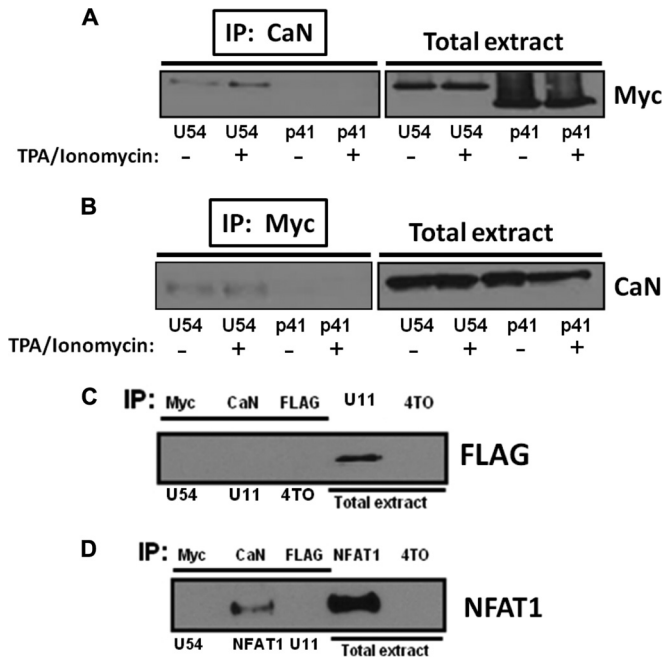 A
IP: CaN Total extract
Myc
U54 U54 p41 p41 U54 U54 p41 p41
TPA/Ionomycin: - + - + - + - +
B
IP: Myc Total extract
CaN
U54 U54 p41 p41 U54 U54 p41 p41
TPA/Ionomycin: - + - + - + - +
C IP: Myc CaN FLAG U11 4TO
FLAG
U54 U11 4TO Total extract
D IP: Myc CaN FLAG NFAT1 4TO
NFAT1
U54 NFAT1 U11 Total extract